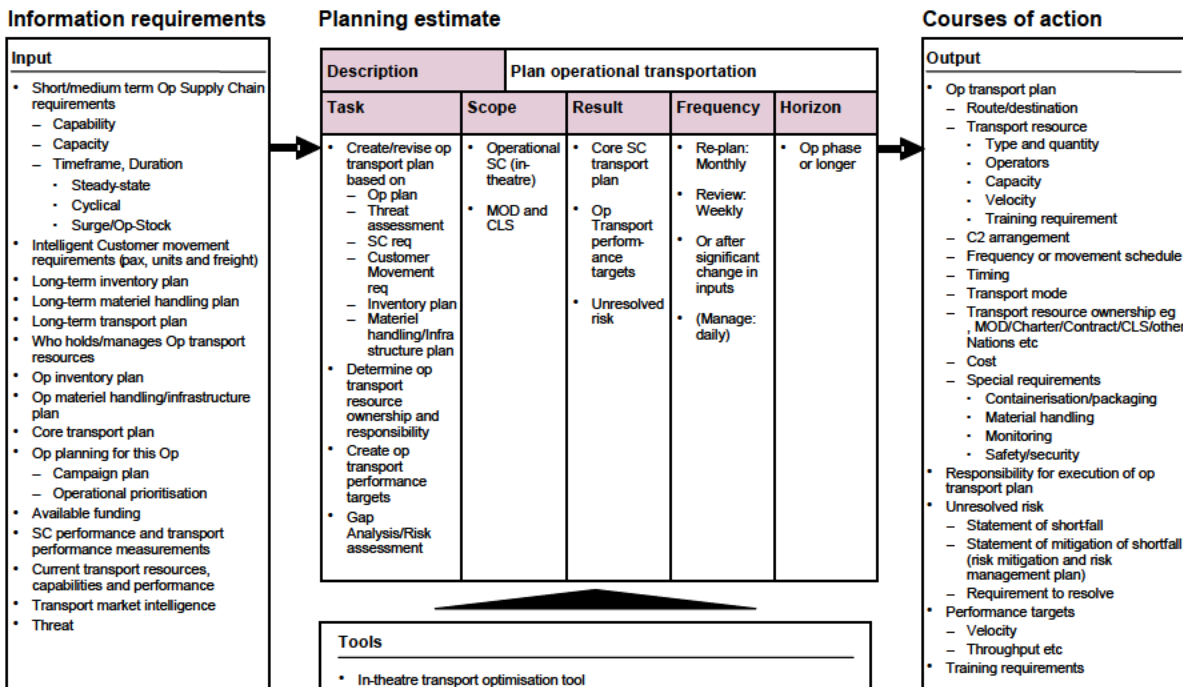 Information requirements
Input
• Short/medium term Op Supply Chain
requirements
– Capability
– Capacity
– Timeframe, Duration
• Steady-state
• Cyclical
• Surge/Op-Stock
• Intelligent Customer movement
requirements (pax, units and freight)
• Long-term inventory plan
• Long-term materiel handling plan
• Long-term transport plan
• Who holds/manages Op transport
resources
• Op inventory plan
• Op materiel handling/infrastructure
plan
• Core transport plan
• Op planning for this Op
– Campaign plan
– Operational prioritisation
• Available funding
• SC performance and transport
performance measurements
• Current transport resources,
capabilities and performance
• Transport market intelligence
• Threat
Planning estimate
Description
Plan operational transportation
Task
Scope
Result
Frequency
Horizon
• Create/revise op
transport plan
based on
– Op plan
– Threat
assessment
– SC req
– Customer
Movement
req
– Inventory plan
– Materiel
handling/Infra
structure plan
• Determine op
transport
resource
ownership and
responsibility
• Create op
transport
performance
targets
• Gap
Analysis/Risk
assessment
• Operational
SC (in-
theatre)
• MOD and
CLS
• Core SC
transport
plan
• Op
Transport
perform-
ance
targets
• Unresolved
risk
• Re-plan:
Monthly
• Review:
Weekly
• Or after
significant
change in
inputs
• (Manage:
daily)
• Op phase
or longer
Tools
• In-theatre transport optimisation tool
Courses of action
Output
• Op transport plan
– Route/destination
– Transport resource
• Type and quantity
• Operators
• Capacity
• Velocity
• Training requirement
– C2 arrangement
– Frequency or movement schedule
– Timing
– Transport mode
– Transport resource ownership eg
, MOD/Charter/Contract/CLS/other
Nations etc
– Cost
– Special requirements
• Containerisation/packaging
• Material handling
• Monitoring
• Safety/security
• Responsibility for execution of op
transport plan
• Unresolved risk
– Statement of short-fall
– Statement of mitigation of shortfall
(risk mitigation and risk
management plan)
– Requirement to resolve
• Performance targets
– Velocity
– Throughput etc
• Training requirements